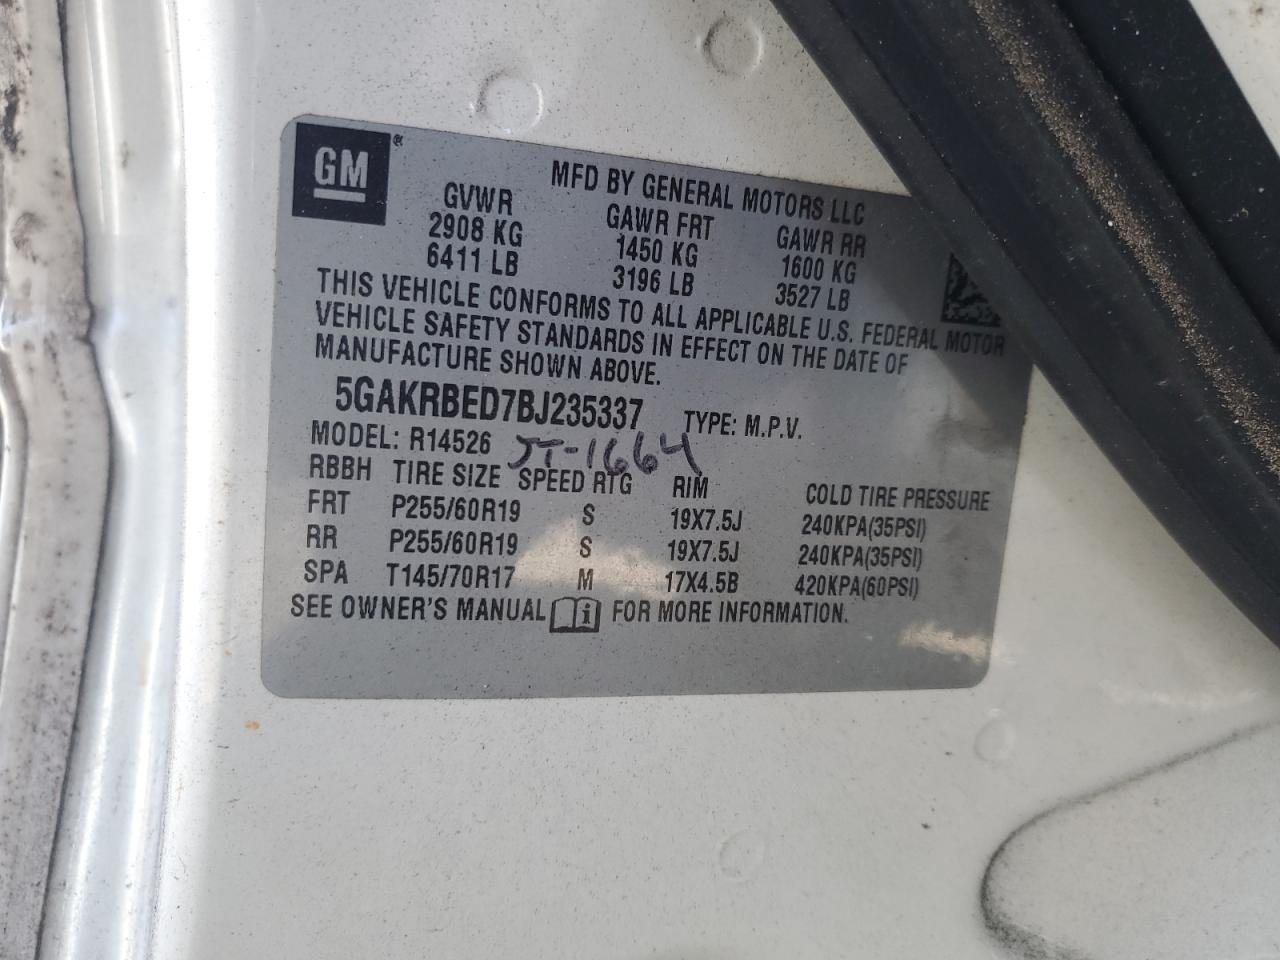 GM ®
MFD BY GENERAL MOTORS LLC
GVWR GAWR FRT GAWR RR
2908 KG 1450 KG 1600 KG
6411 LB 3196 LB 3527 LB
THIS VEHICLE CONFORMS TO ALL APPLICABLE U.S. FEDERAL MOTOR
VEHICLE SAFETY STANDARDS IN EFFECT ON THE DATE OF
MANUFACTURE SHOWN ABOVE.
5GAKRBED7BJ235337 TYPE: M.P.V.
MODEL: R14526 JT-1664
RBBH TIRE SIZE SPEED RTG RIM COLD TIRE PRESSURE
FRT P255/60R19 S 19X7.5J 240KPA(35PSI)
RR P255/60R19 S 19X7.5J 240KPA(35PSI)
SPA T145/70R17 M 17X4.5B 420KPA(60PSI)
SEE OWNER'S MANUAL i FOR MORE INFORMATION.